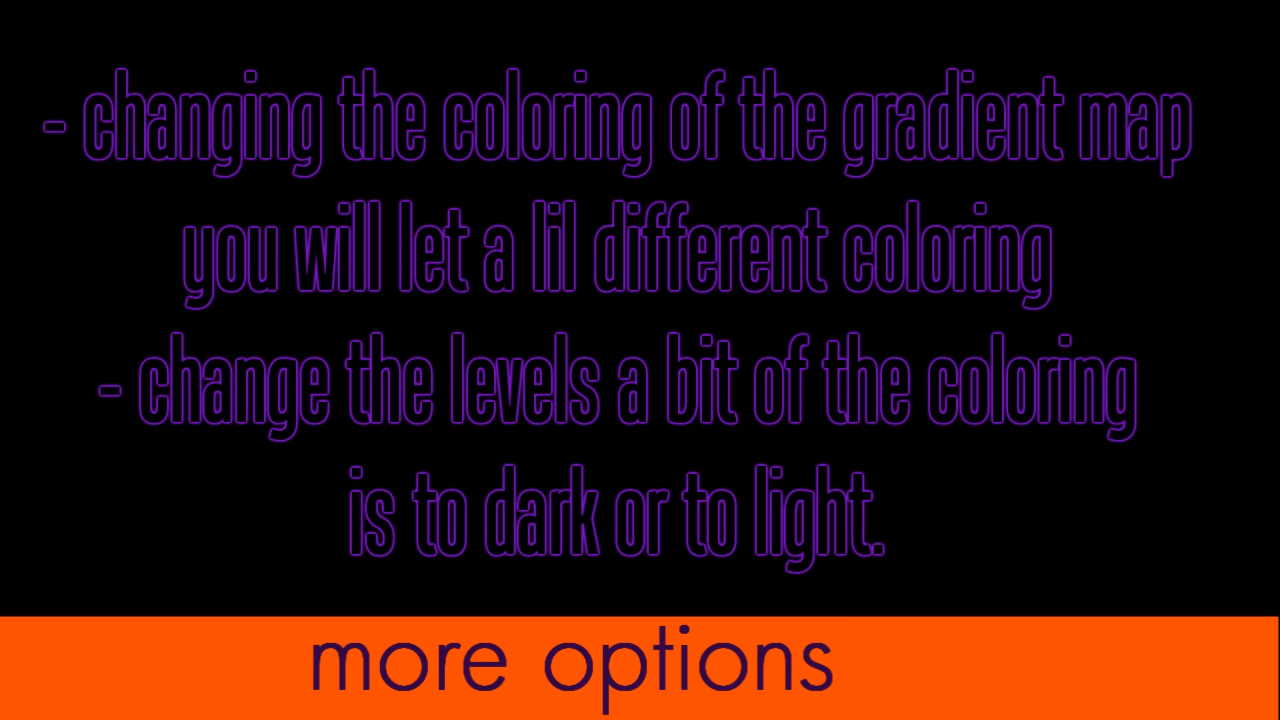 - changing the coloring of the gradient map
you will let a lil different coloring
- change the levels a bit of the coloring
is to dark or to light.
more options